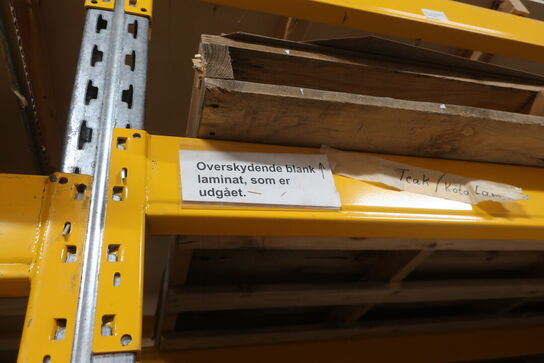 Overskydende blank
laminat, som er
udgået.
Teak / Koto Lam